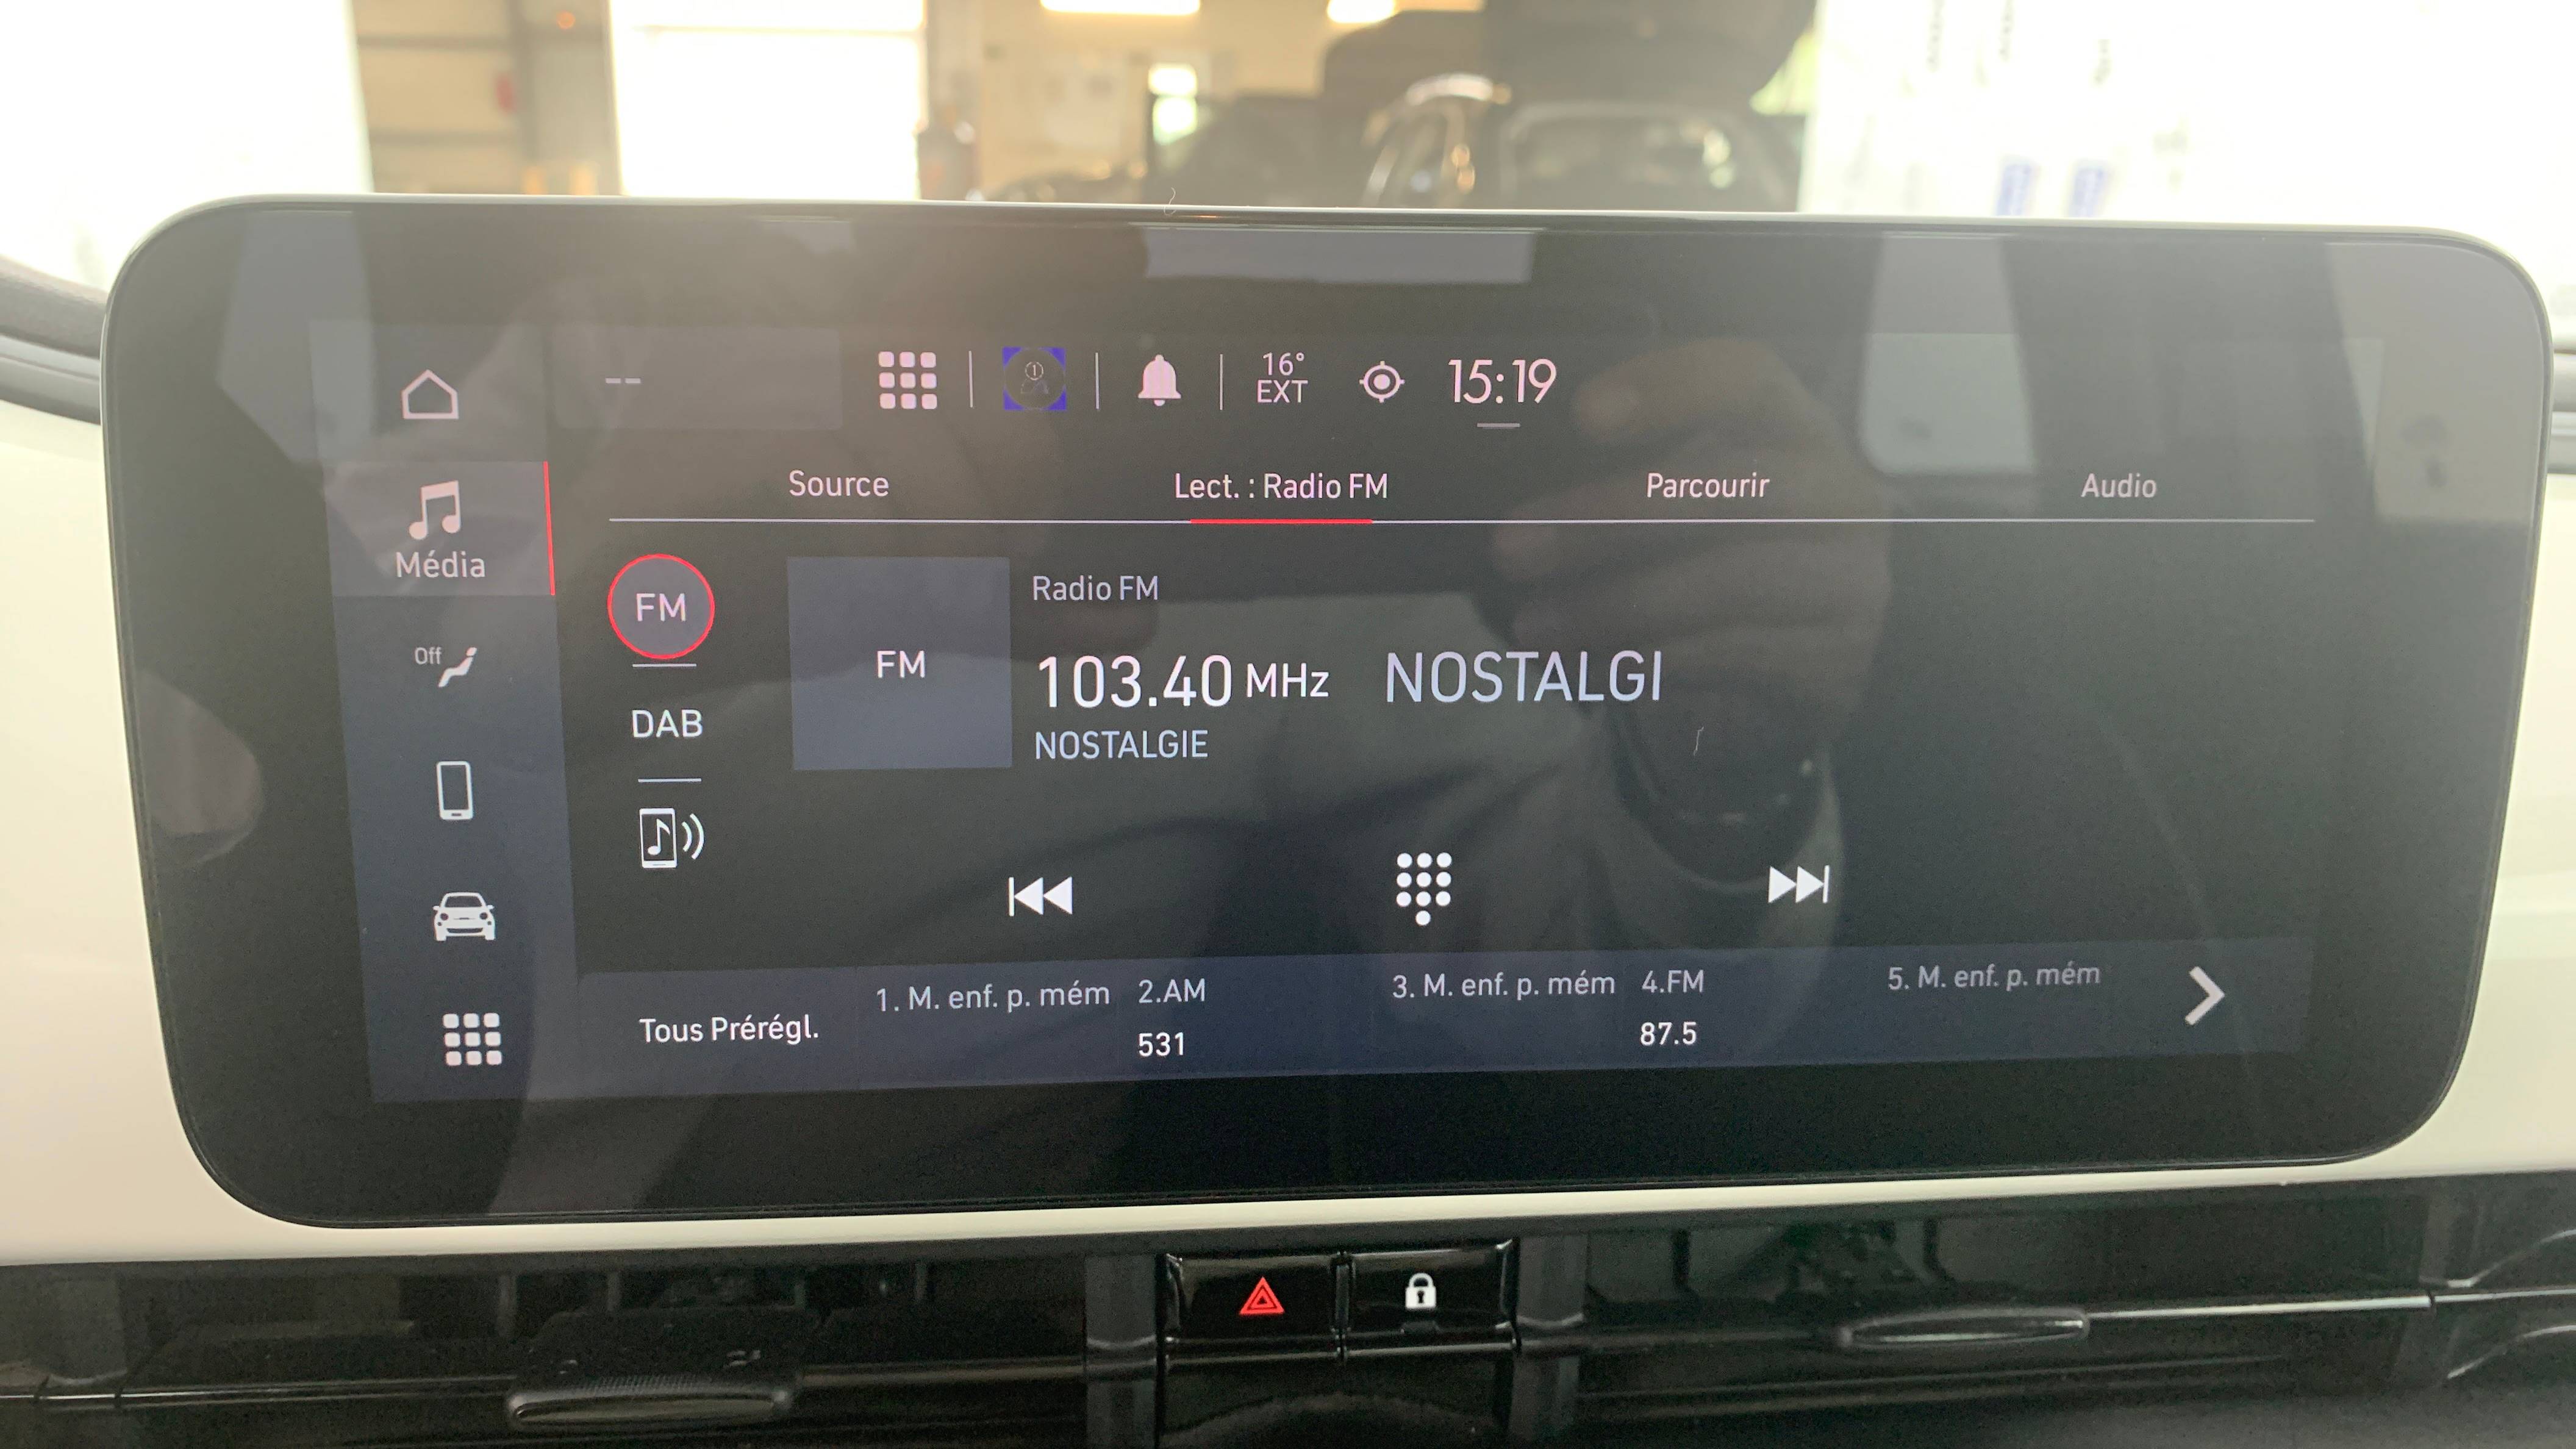 --
16°
EXT
15:19
Source
Lect. : Radio FM
Parcourir
Audio
Média
Off
FM
DAB
FM
Radio FM
103.40 MHz
NOSTALGI
NOSTALGIE
Tous Prérégl.
1. M. enf. p. mém
2.AM
531
3. M. enf. p. mém
4.FM
87.5
5. M. enf. p. mém